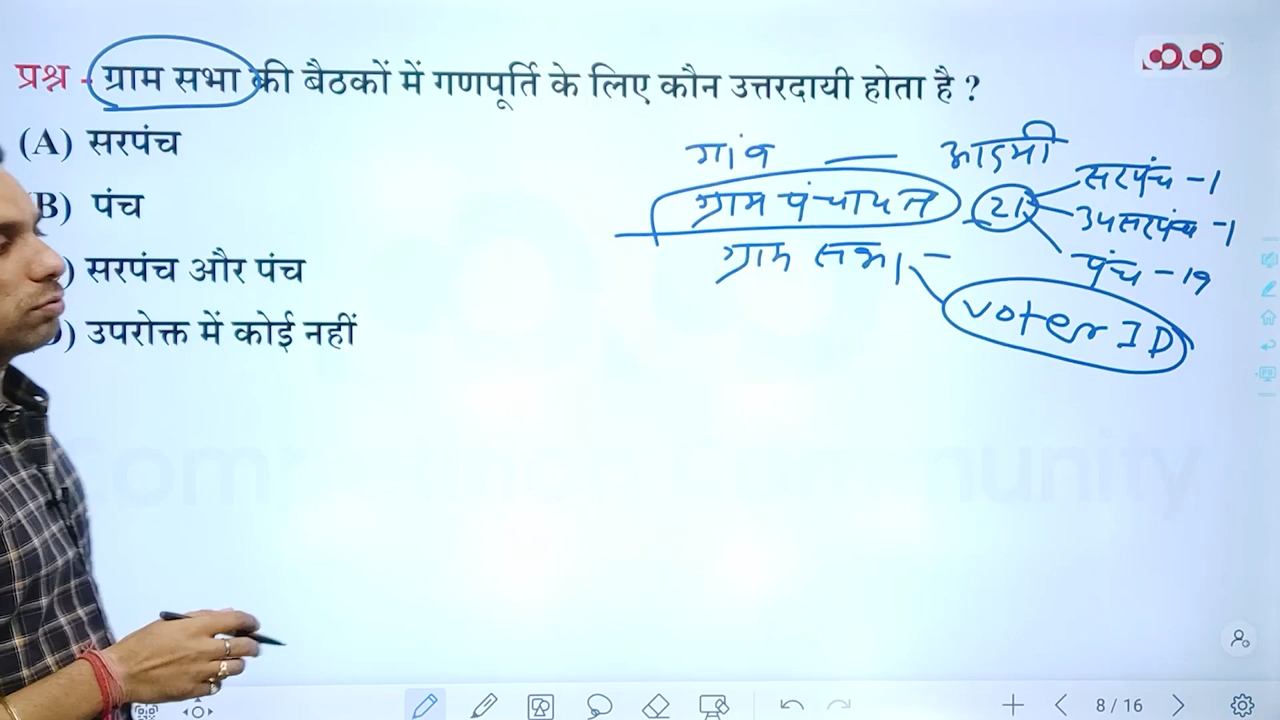 प्रश्न - ग्राम सभा की बैठकों में गणपूर्ति के लिए कौन उत्तरदायी होता है ?
(A) सरपंच
B) पंच
) सरपंच और पंच
) उपरोक्त में कोई नहीं
गांव — आदमी
ग्राम पंचायत 21
सरपंच - 1
उपसरपंच - 1
पंच - 19
ग्राम सभा -
Voter ID
8 / 16